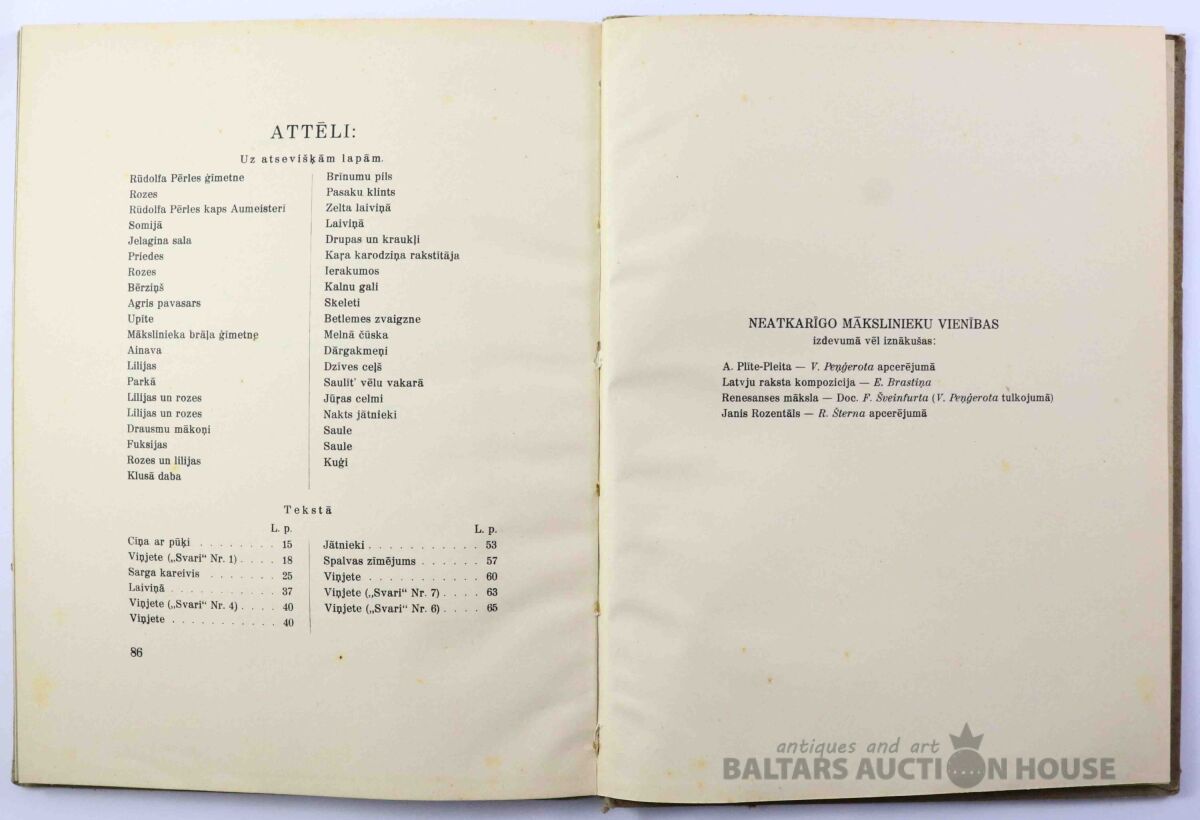 ATTĒLI:
Uz atsevišķām lapām.
Rūdolfa Pērles ģimetne
Rozes
Rūdolfa Pērles kaps Aumeisteri
Somijā
Jelagina sala
Priedes
Rozes
Bērziņš
Agris pavasars
Upīte
Mākslinieka brāļa ģimetne
Ainava
Lilijas
Parkā
Lilijas un rozes
Lilijas un rozes
Drausmu mākoņi
Fuksijas
Rozes un lilijas
Klusā daba
Brīnumu pils
Pasaku klints
Zelta laiviņā
Laiviņā
Drupas un kraukļi
Kaŗa karodziņa rakstītāja
Ierakumos
Kalnu gali
Skeleti
Betlemes zvaigzne
Melnā čūska
Dārgakmeņi
Dzīves ceļš
Saulīt' vēlu vakarā
Jūras celmi
Nakts jātnieki
Saule
Saule
Kuģi
Tekstā
L. p.
Cīņa ar pūķi . . . . . . . . 15
Viņjete („Svari“ Nr. 1) . . . . 18
Sarga kareivis . . . . . . . 25
Laiviņā . . . . . . . . . . 37
Viņjete („Svari“ Nr. 4) . . . . 40
Viņjete . . . . . . . . . . 40
L. p.
Jātnieki . . . . . . . . . . 53
Spalvas zīmējums . . . . . . 57
Viņjete . . . . . . . . . . 60
Viņjete („Svari“ Nr. 7) . . . . 63
Viņjete („Svari“ Nr. 6) . . . . 65
86
NEATKARĪGO MĀKSLINIEKU VIENĪBAS
izdevumā vēl iznākušas:
A. Plīte-Pleita — V. Peņģerota apcerējumā
Latvju raksta kompozicija — E. Brastiņa
Renesanses māksla — Doc. F. Šveinfurta (V. Peņģerota tulkojumā)
Janis Rozentāls — R. Šterna apcerējumā
antiques and art
BALTARS AUCTION HOUSE